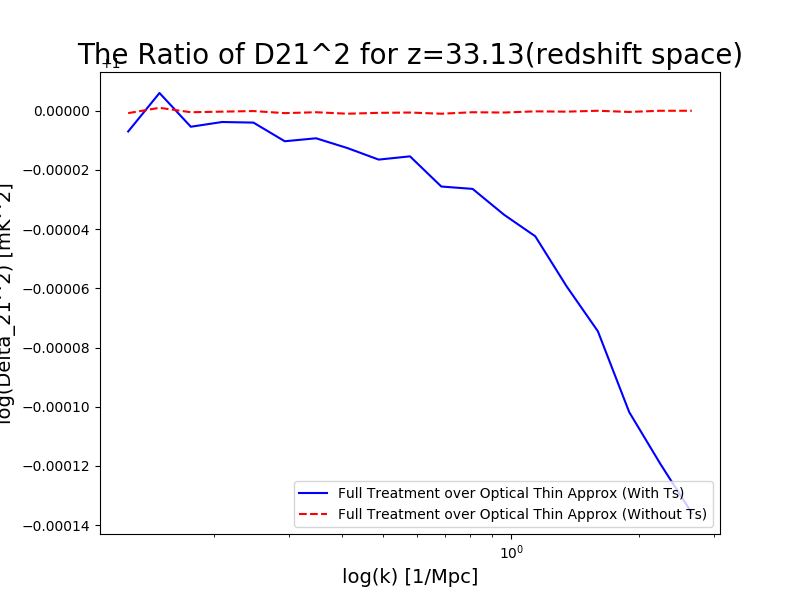 The Ratio of D21^2 for z=33.13(redshift space)
+1
0.00000
−0.00002
−0.00004
−0.00006
−0.00008
−0.00010
−0.00012
−0.00014
log(Delta_21^2) [mK^2]
Full Treatment over Optical Thin Approx (With Ts)
Full Treatment over Optical Thin Approx (Without Ts)
10^0
log(k) [1/Mpc]